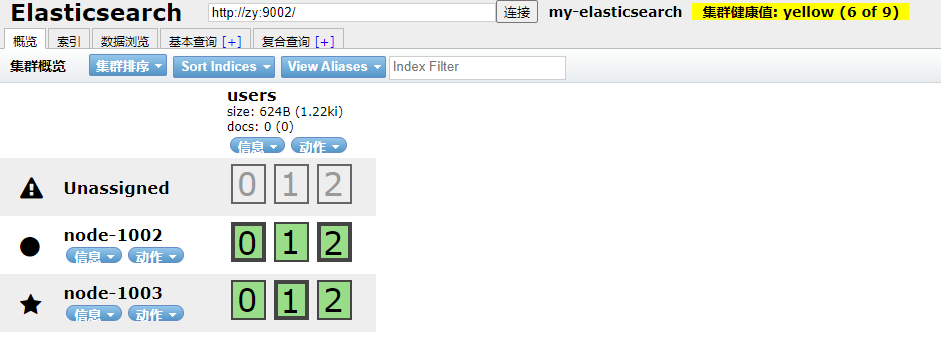 Elasticsearch http://zy:9002/ 连接 my-elasticsearch 集群健康值: yellow (6 of 9)
概览 索引 数据浏览 基本查询 [+] 复合查询 [+]
集群概览 集群排序 Sort Indices View Aliases Index Filter
users
size: 624B (1.22ki)
docs: 0 (0)
信息 动作
Unassigned 0 1 2
node-1002 0 1 2
信息 动作
node-1003 0 1 2
信息 动作